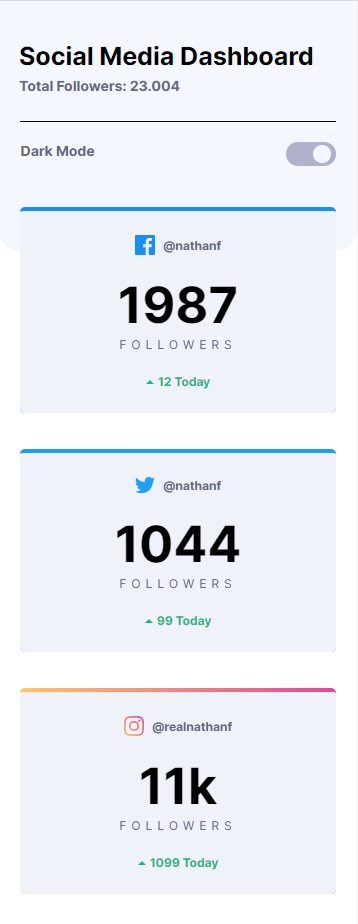 Social Media Dashboard
Total Followers: 23.004
Dark Mode
@nathanf
1987
FOLLOWERS
12 Today
@nathanf
1044
FOLLOWERS
99 Today
@realnathanf
11k
FOLLOWERS
1099 Today